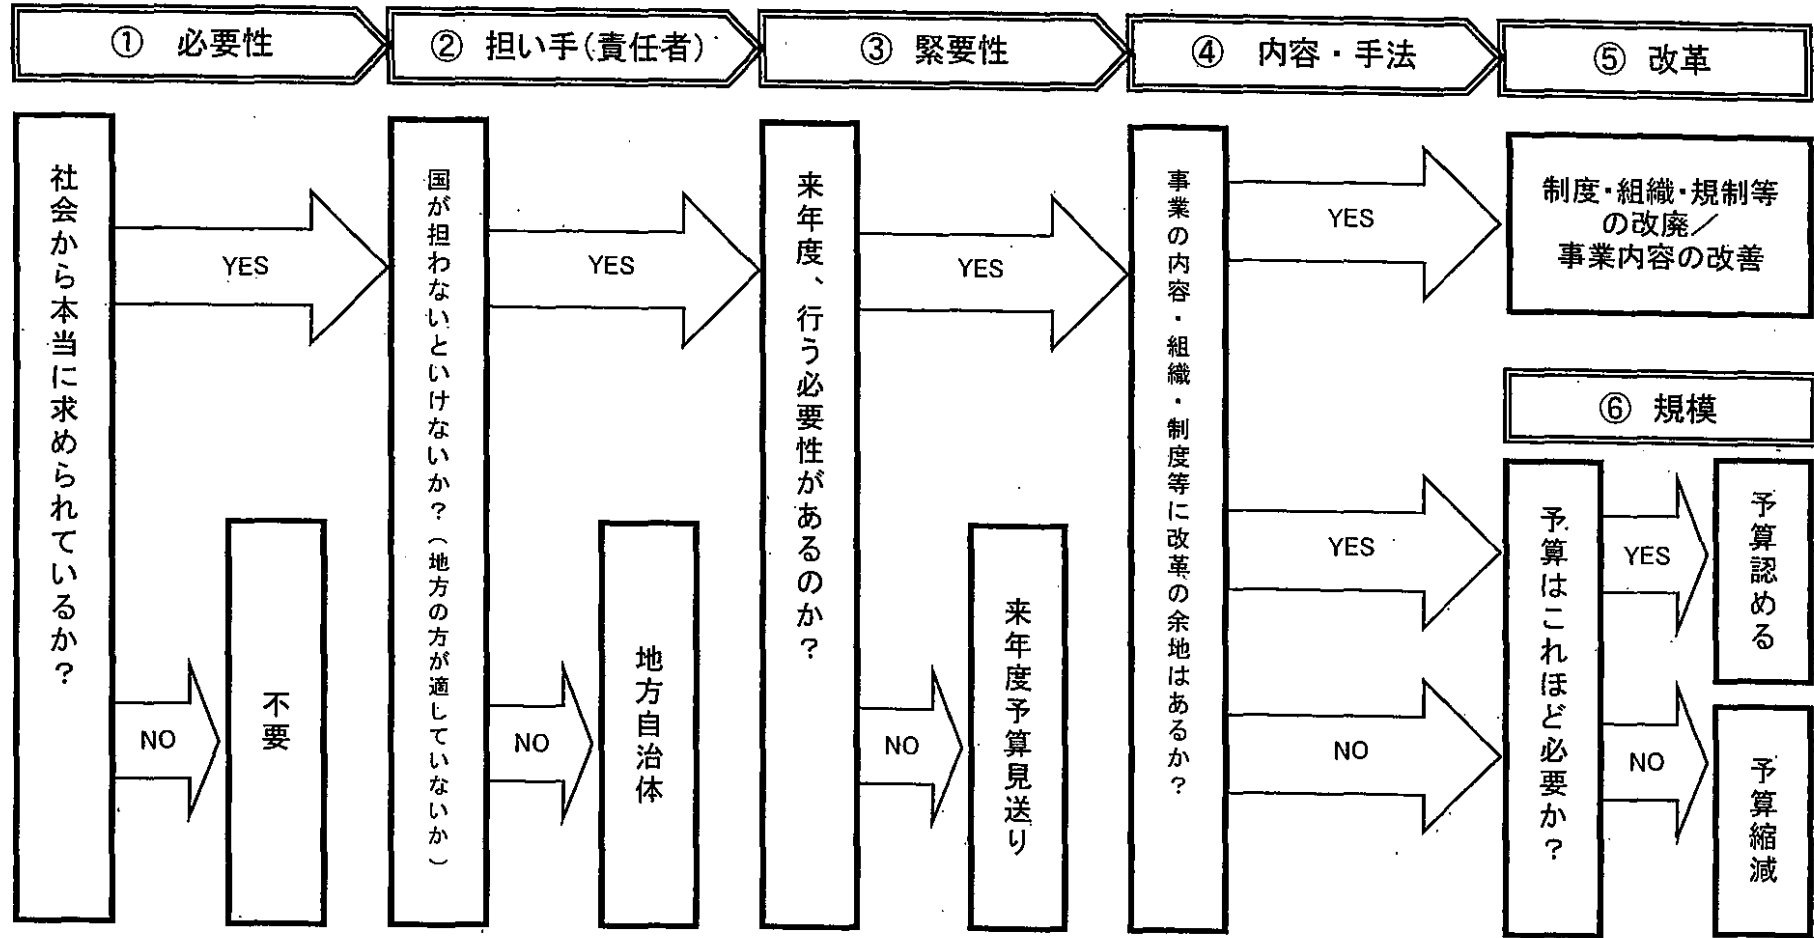 ① 必要性
② 担い手(責任者)
③ 緊要性
④ 内容・手法
⑤ 改革
社会から本当に求められているか？
YES
NO
不要
国が担わないといけないか？（地方の方が適していないか）
YES
NO
地方自治体
来年度、行う必要性があるのか？
YES
NO
来年度予算見送り
事業の内容・組織・制度等に改革の余地はあるか？
YES
制度・組織・規制等
の改廃／
事業内容の改善
⑥ 規模
YES
NO
予算はこれほど必要か？
YES
予算認める
NO
予算縮減